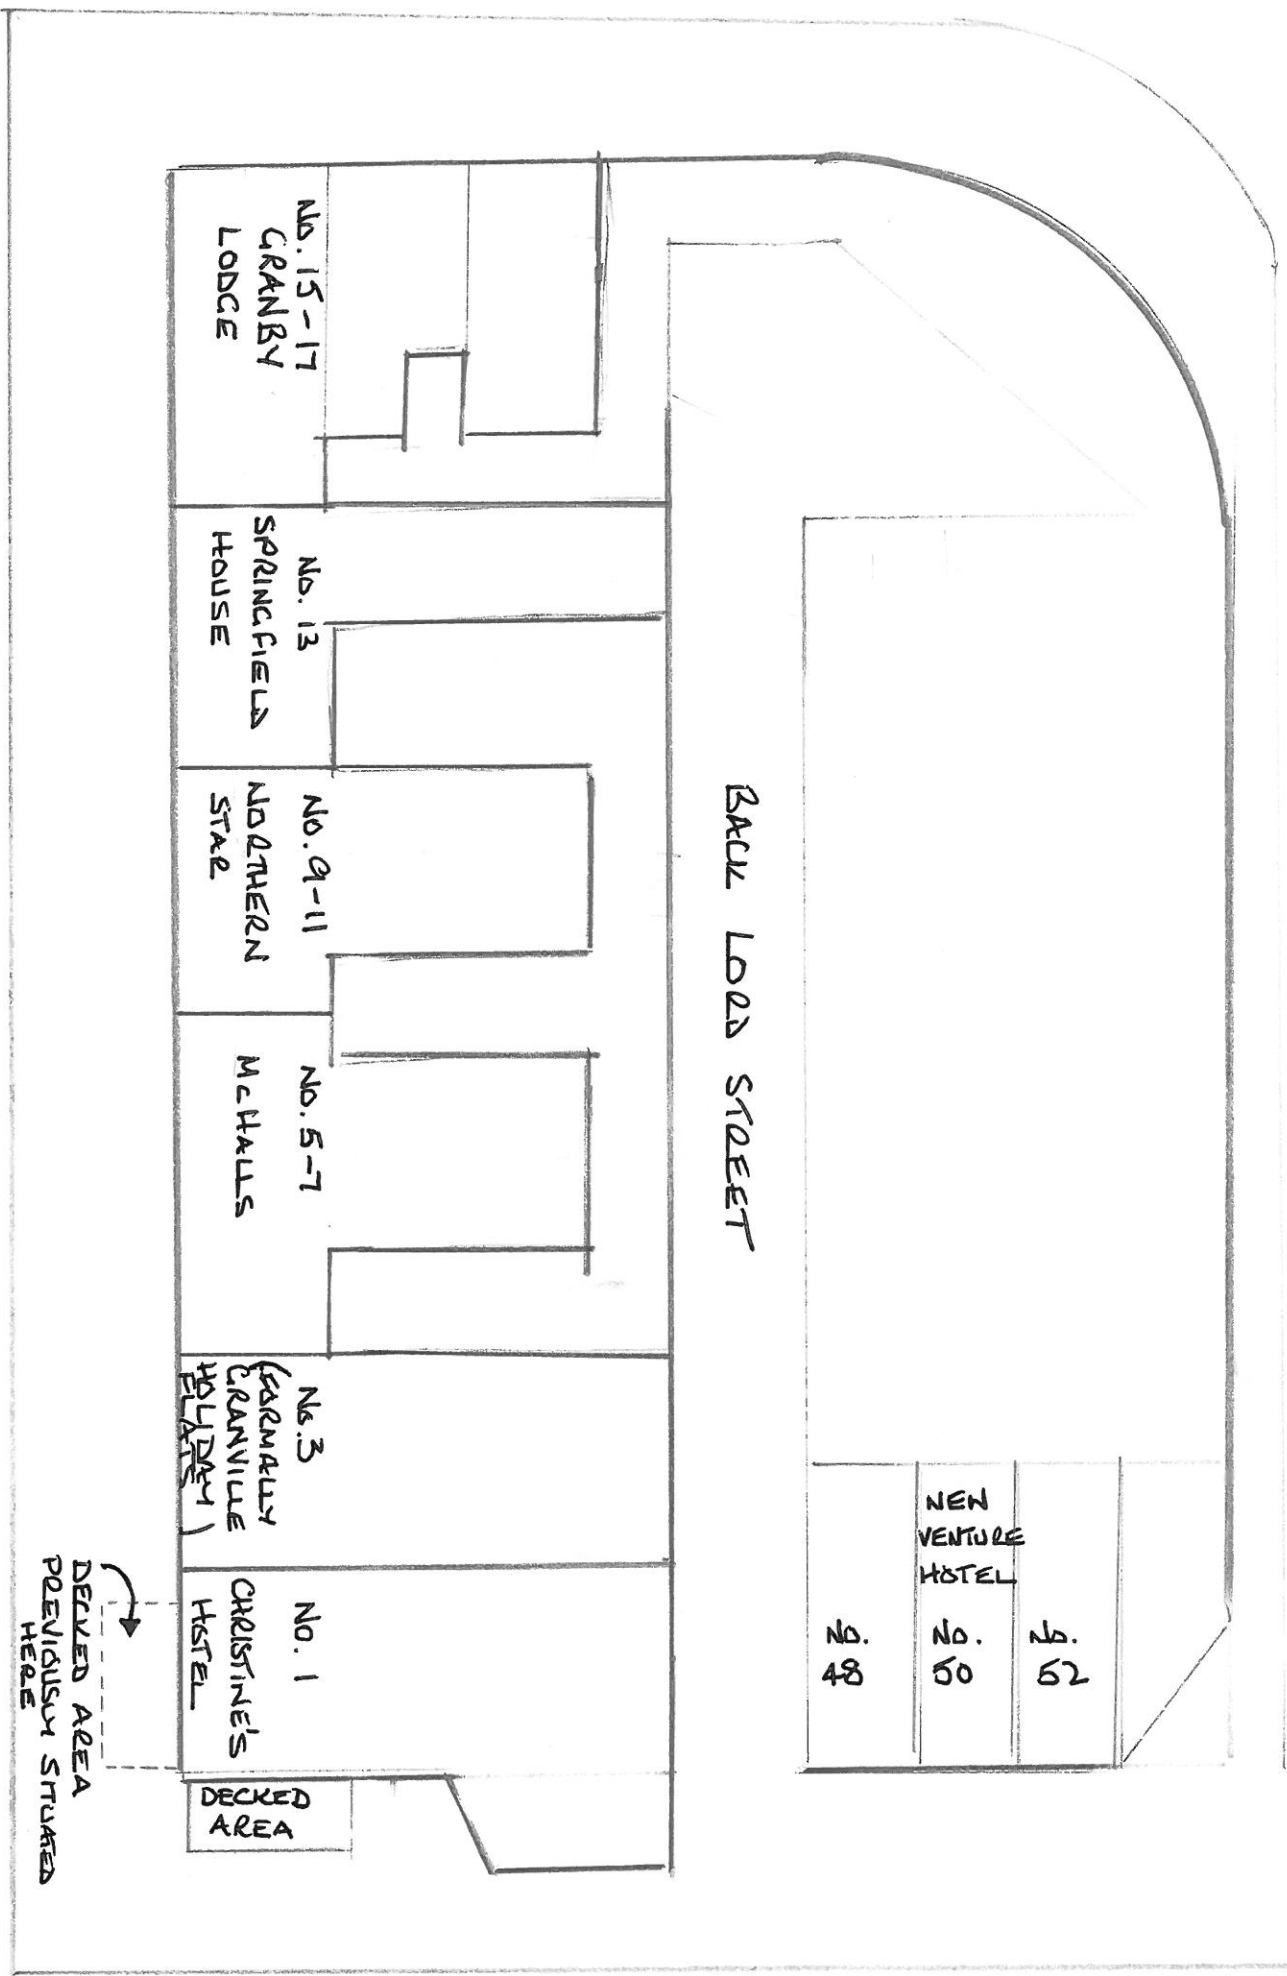 No. 15-17
GRANBY
LODGE
No. 13
SPRINGFIELD
HOUSE
No. 9-11
NORTHERN
STAR
No. 5-7
McHALLS
No. 3
(FORMALLY
GRANVILLE
HOLIDAY
FLATS)
No. 1
CHRISTINE'S
HOTEL
DECKED
AREA
DECKED AREA
PREVIOUSLY SITUATED
HERE
BACK LORD STREET
NEW
VENTURE
HOTEL
No.
48
No.
50
No.
52